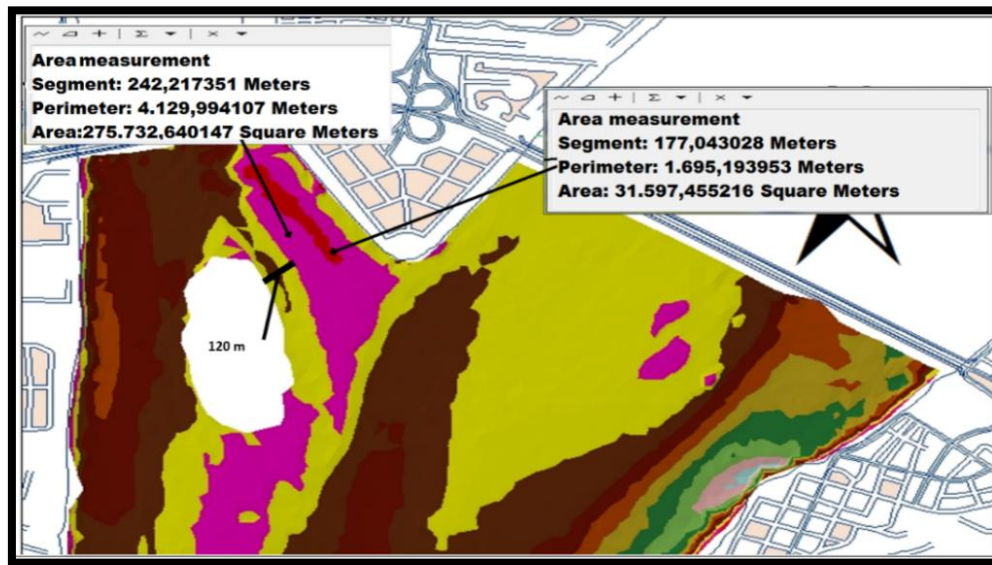 Area measurement
Segment: 242,217351 Meters
Perimeter: 4.129,994107 Meters
Area:275.732,640147 Square Meters
Area measurement
Segment: 177,043028 Meters
Perimeter: 1.695,193953 Meters
Area: 31.597,455216 Square Meters
120 m